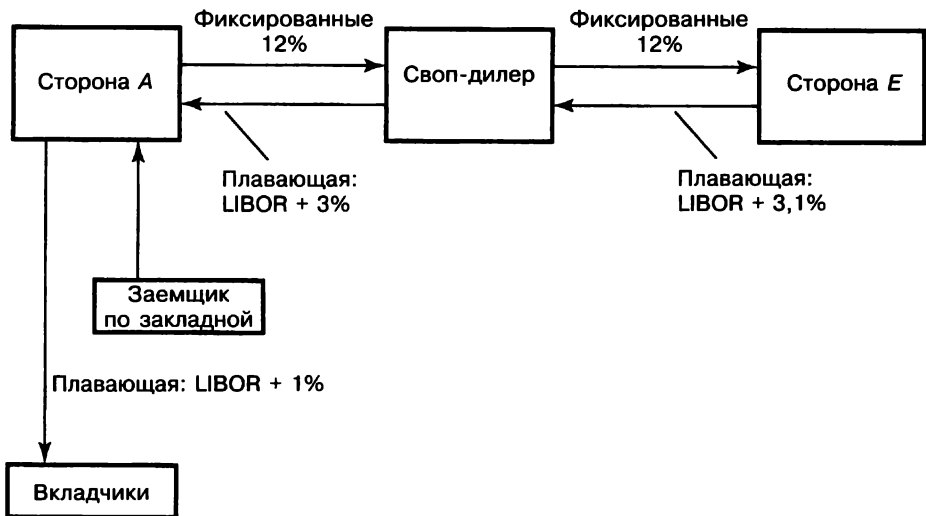 Фиксированные
12%
Фиксированные
12%
Сторона А
Своп-дилер
Сторона Е
Плавающая:
LIBOR + 3%
Плавающая:
LIBOR + 3,1%
Заемщик
по закладной
Плавающая: LIBOR + 1%
Вкладчики